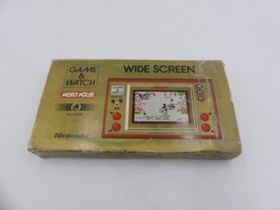 GAME &
WATCH
WIDE SCREEN
MICKEY MOUSE
Nintendo